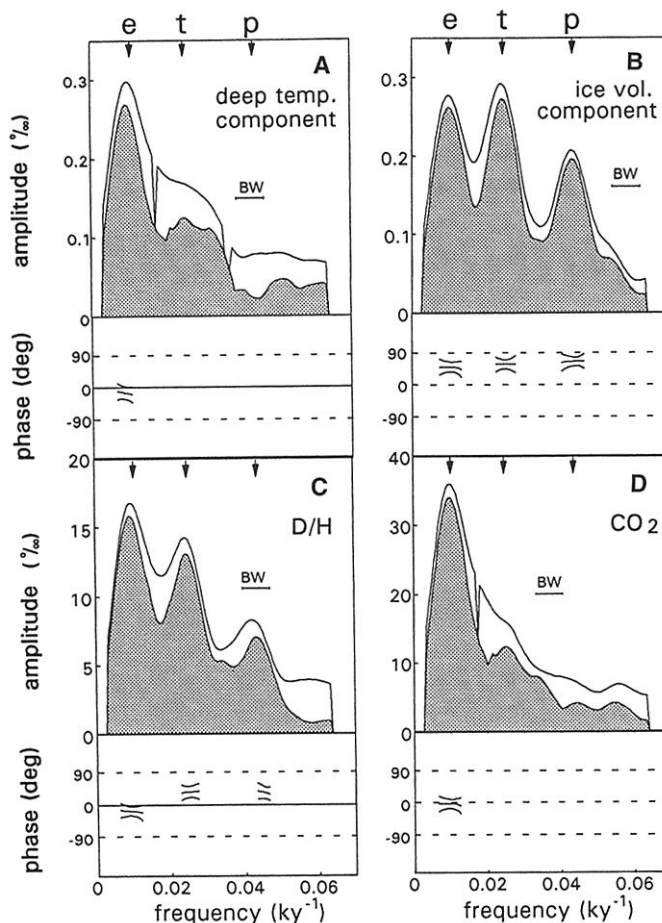 e t p e t p
A
deep temp.
component
BW
B
ice vol.
component
BW
amplitude (‰)
0.3
0.2
0.1
0
0.3
0.2
0.1
0
phase (deg)
90
0
-90
90
0
-90
C
D/H
BW
D
CO2
BW
amplitude (‰)
20
15
10
5
0
40
30
20
10
0
phase (deg)
90
0
-90
90
0
-90
0 0.02 0.04 0.06 0 0.02 0.04 0.06
frequency (ky⁻¹) frequency (ky⁻¹)